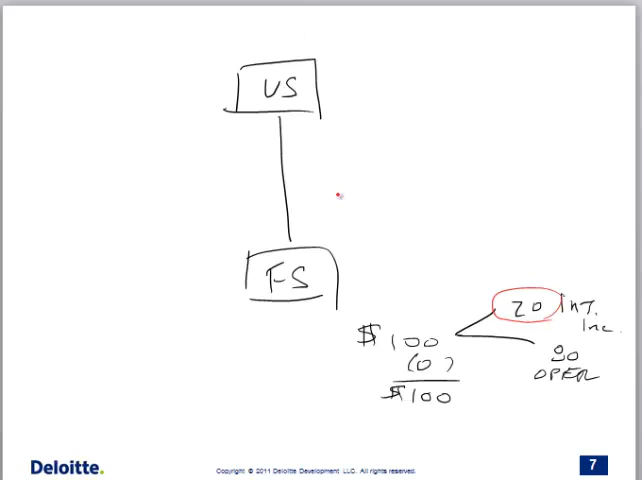 US
FS
20 INT.
Inc.
$100
(0)
$100
80
OPER
Deloitte.
Copyright © 2011 Deloitte Development LLC. All rights reserved.
7